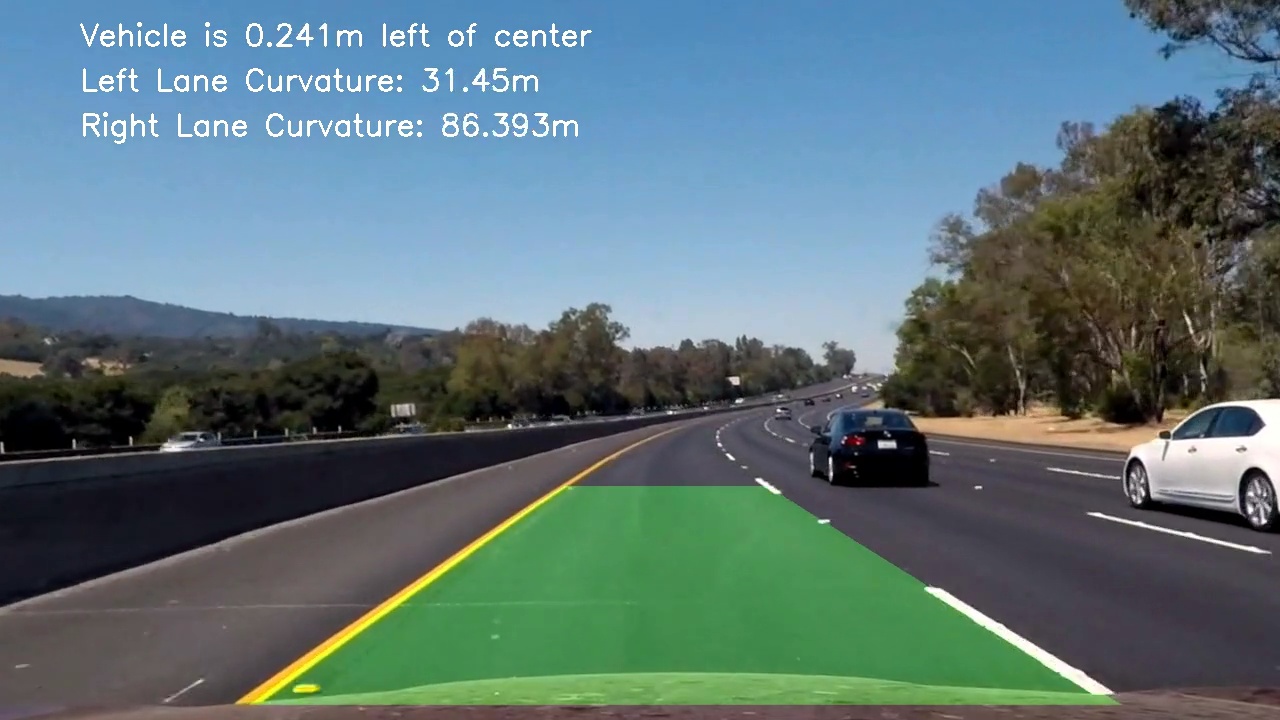 Vehicle is 0.241m left of center
Left Lane Curvature: 31.45m
Right Lane Curvature: 86.393m